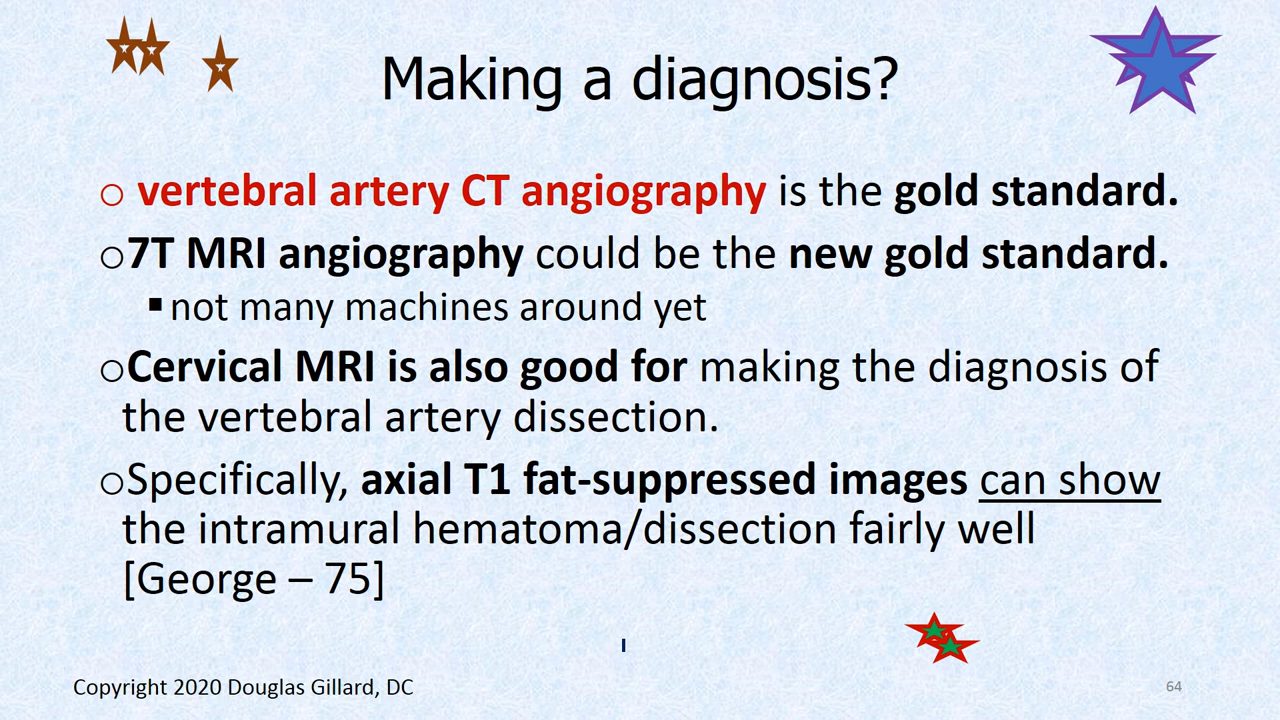 Making a diagnosis?
○ vertebral artery CT angiography is the gold standard.
○7T MRI angiography could be the new gold standard.
▪ not many machines around yet
○Cervical MRI is also good for making the diagnosis of
the vertebral artery dissection.
○Specifically, axial T1 fat-suppressed images can show
the intramural hematoma/dissection fairly well
[George – 75]
Copyright 2020 Douglas Gillard, DC
64